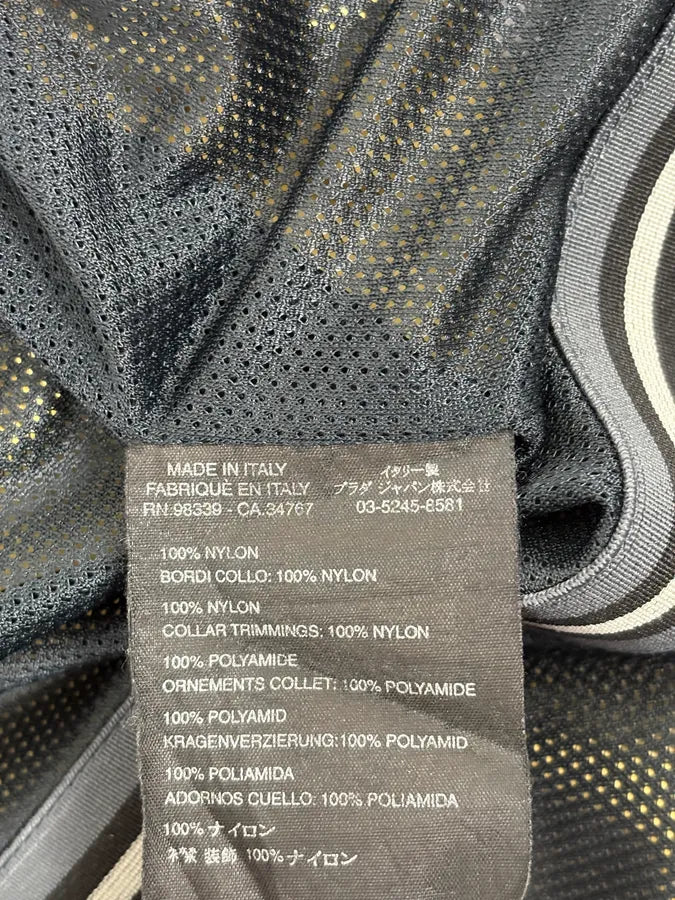 MADE IN ITALY
FABRIQUÈ EN ITALY
RN.98339 - CA.34767
イタリー製
プラダ ジャパン株式会社
03-5245-8581
100% NYLON
BORDI COLLO: 100% NYLON
100% NYLON
COLLAR TRIMMINGS: 100% NYLON
100% POLYAMIDE
ORNEMENTS COLLET: 100% POLYAMIDE
100% POLYAMID
KRAGENVERZIERUNG:100% POLYAMID
100% POLIAMIDA
ADORNOS CUELLO: 100% POLIAMIDA
100% ナイロン
装飾 100% ナイロン